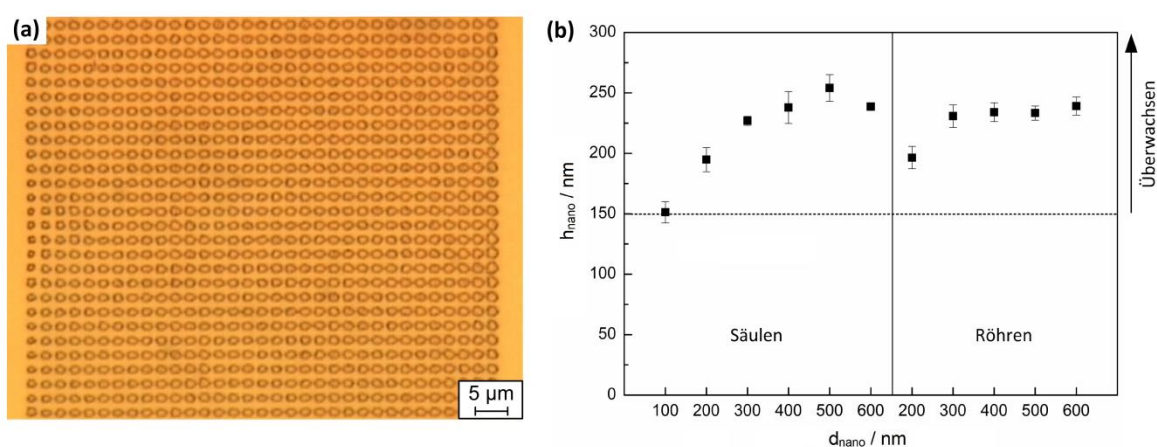 (a)
5 µm
(b)
300
250
200
150
100
50
0
h_nano / nm
Säulen
Röhren
100 200 300 400 500 600 200 300 400 500 600
d_nano / nm
Überwachsen